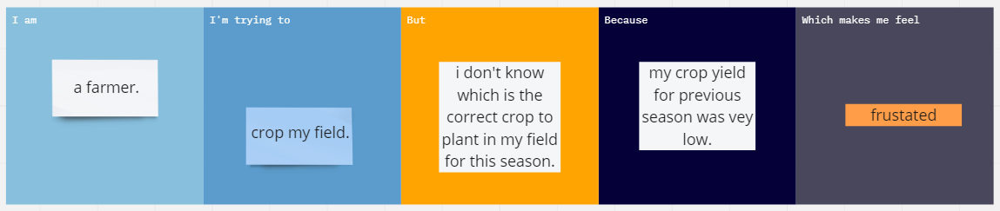 I am
a farmer.
I'm trying to
crop my field.
But
i don't know
which is the
correct crop to
plant in my field
for this season.
Because
my crop yield
for previous
season was vey
low.
Which makes me feel
frustated